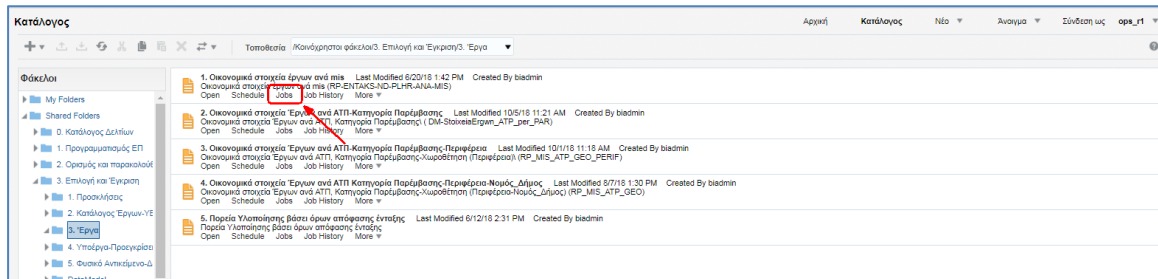 Κατάλογος Αρχική Κατάλογος Νέο Άνοιγμα Σύνδεση ως ops_r1
Τοποθεσία /Κοινόχρηστοι φάκελοι/3. Επιλογή και Έγκριση/3. Έργα
Φάκελοι
My Folders
Shared Folders
0. Κατάλογος Δελτίων
1. Προγραμματισμός ΕΠ
2. Ορισμός και παρακολούθ
3. Επιλογή και Έγκριση
1. Προσκλήσεις
2. Κατάλογος Έργων-ΥΕ
3. Έργα
4. Υποέργα-Προεγκρίσει
5. Φυσικό Αντικείμενο-Δ
DataModel
1. Οικονομικά στοιχεία έργων ανά mis Last Modified 6/20/18 1:42 PM Created By biadmin
Οικονομικά στοιχεία έργων ανά mis (RP-ENTAKS-ND-PLHR-ANA-MIS)
Open Schedule Jobs Job History More
2. Οικονομικά στοιχεία Έργων ανά ΑΤΠ-Κατηγορία Παρέμβασης Last Modified 10/5/18 11:21 AM Created By biadmin
Οικονομικά στοιχεία Έργων ανά ΑΤΠ, Κατηγορία Παρέμβασης\ ( DM-StoixeiaErgwn_ATP_per_PAR)
Open Schedule Jobs Job History More
3. Οικονομικά στοιχεία Έργων ανά ΑΤΠ-Κατηγορία Παρέμβασης-Περιφέρεια Last Modified 10/1/18 11:18 AM Created By biadmin
Οικονομικά στοιχεία Έργων ανά ΑΤΠ, Κατηγορία Παρέμβασης-Χωροθέτηση (Περιφέρεια)\ (RP_MIS_ATP_GEO_PERIF)
Open Schedule Jobs Job History More
4. Οικονομικά στοιχεία Έργων ανά ΑΤΠ Κατηγορία Παρέμβασης-Περιφέρεια-Νομός_Δήμος Last Modified 8/7/18 1:30 PM Created By biadmin
Οικονομικά στοιχεία Έργων ανά ΑΤΠ, Κατηγορία Παρέμβασης-Χωροθέτηση (Περιφέρεια-Νομός_Δήμος) (RP_MIS_ATP_GEO)
Open Schedule Jobs Job History More
5. Πορεία Υλοποίησης βάσει όρων απόφασης ένταξης Last Modified 6/12/18 2:31 PM Created By biadmin
Πορεία Υλοποίησης βάσει όρων απόφασης ένταξης
Open Schedule Jobs Job History More